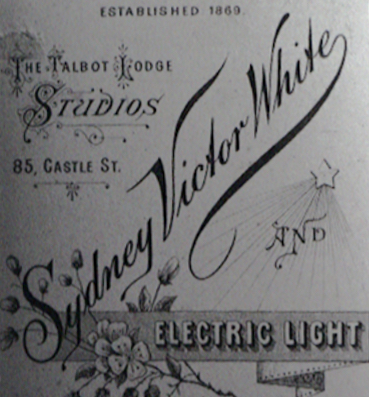 ESTABLISHED 1869.
THE TALBOT LODGE
STUDIOS
85, CASTLE ST.
Sydney Victor White
AND
ELECTRIC LIGHT